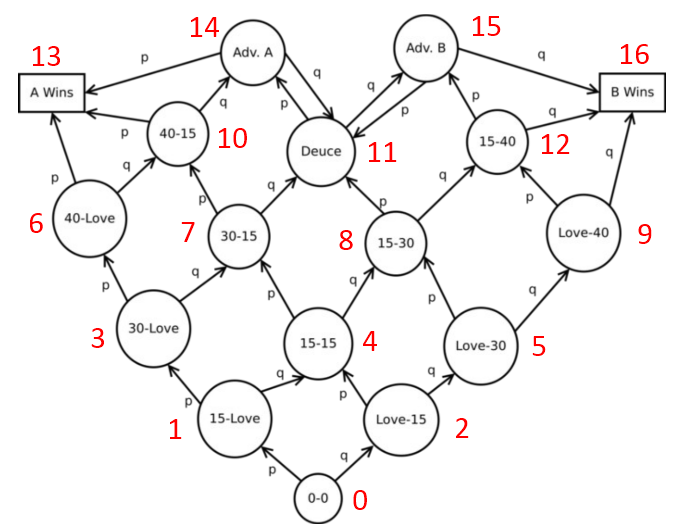 15
14
q
16
13
Adv. B
p
Adv. A
q
A Wins
q
p
B Wins
p
q
p
p
q
40-15
10
Deuce
11
15-40
12
q
q
p
q
p
40-Love
6
p
7
30-15
q
p
8
15-30
q
p
Love-40
9
p
q
p
q
q
3
30-Love
15-15
4
Love-30
5
p
q
p
q
1
15-Love
Love-15
2
p
q
0-0
0